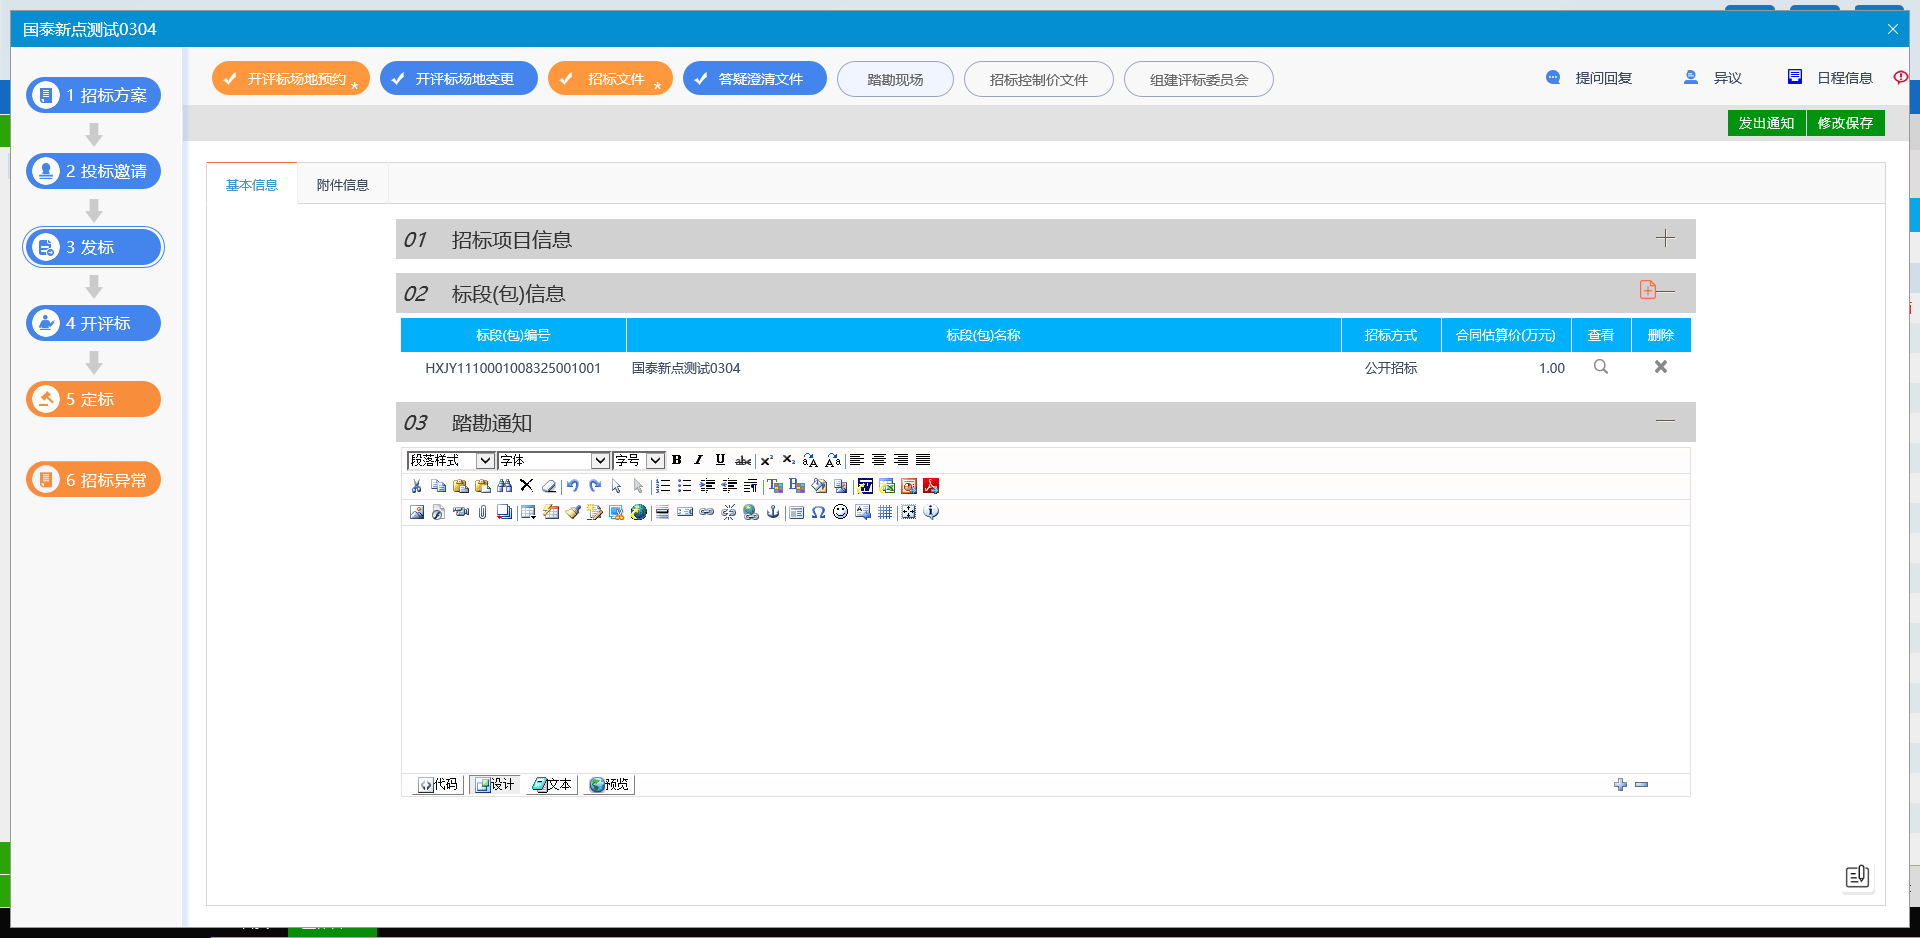 国泰新点测试0304
1 招标方案
2 投标邀请
3 发标
4 开评标
5 定标
6 招标异常
开评标场地预约 *
开评标场地变更
招标文件 *
答疑澄清文件
踏勘现场
招标控制价文件
组建评标委员会
提问回复
异议
日程信息
发出通知
修改保存
基本信息
附件信息
01 招标项目信息
02 标段(包)信息
标段(包)编号 标段(包)名称 招标方式 合同估算价(万元) 查看 删除
HXJY1110001008325001001 国泰新点测试0304 公开招标 1.00
03 踏勘通知
段落样式 字体 字号 B I U abc
代码 设计 文本 预览